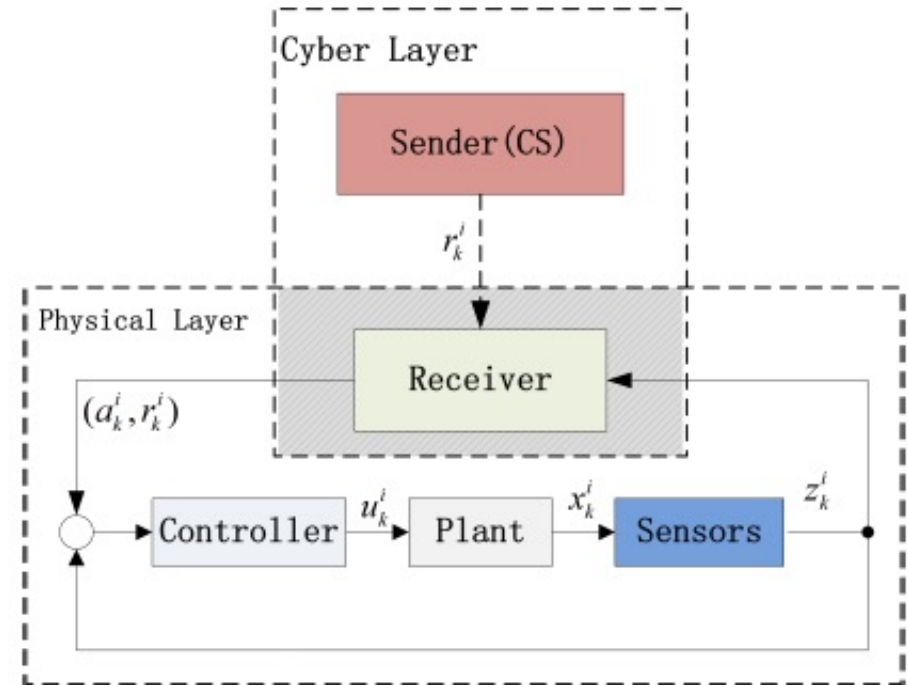 Cyber Layer
Sender(CS)
r_k^i
Physical Layer
Receiver
(a_k^i, r_k^i)
Controller
u_k^i
Plant
x_k^i
Sensors
z_k^i